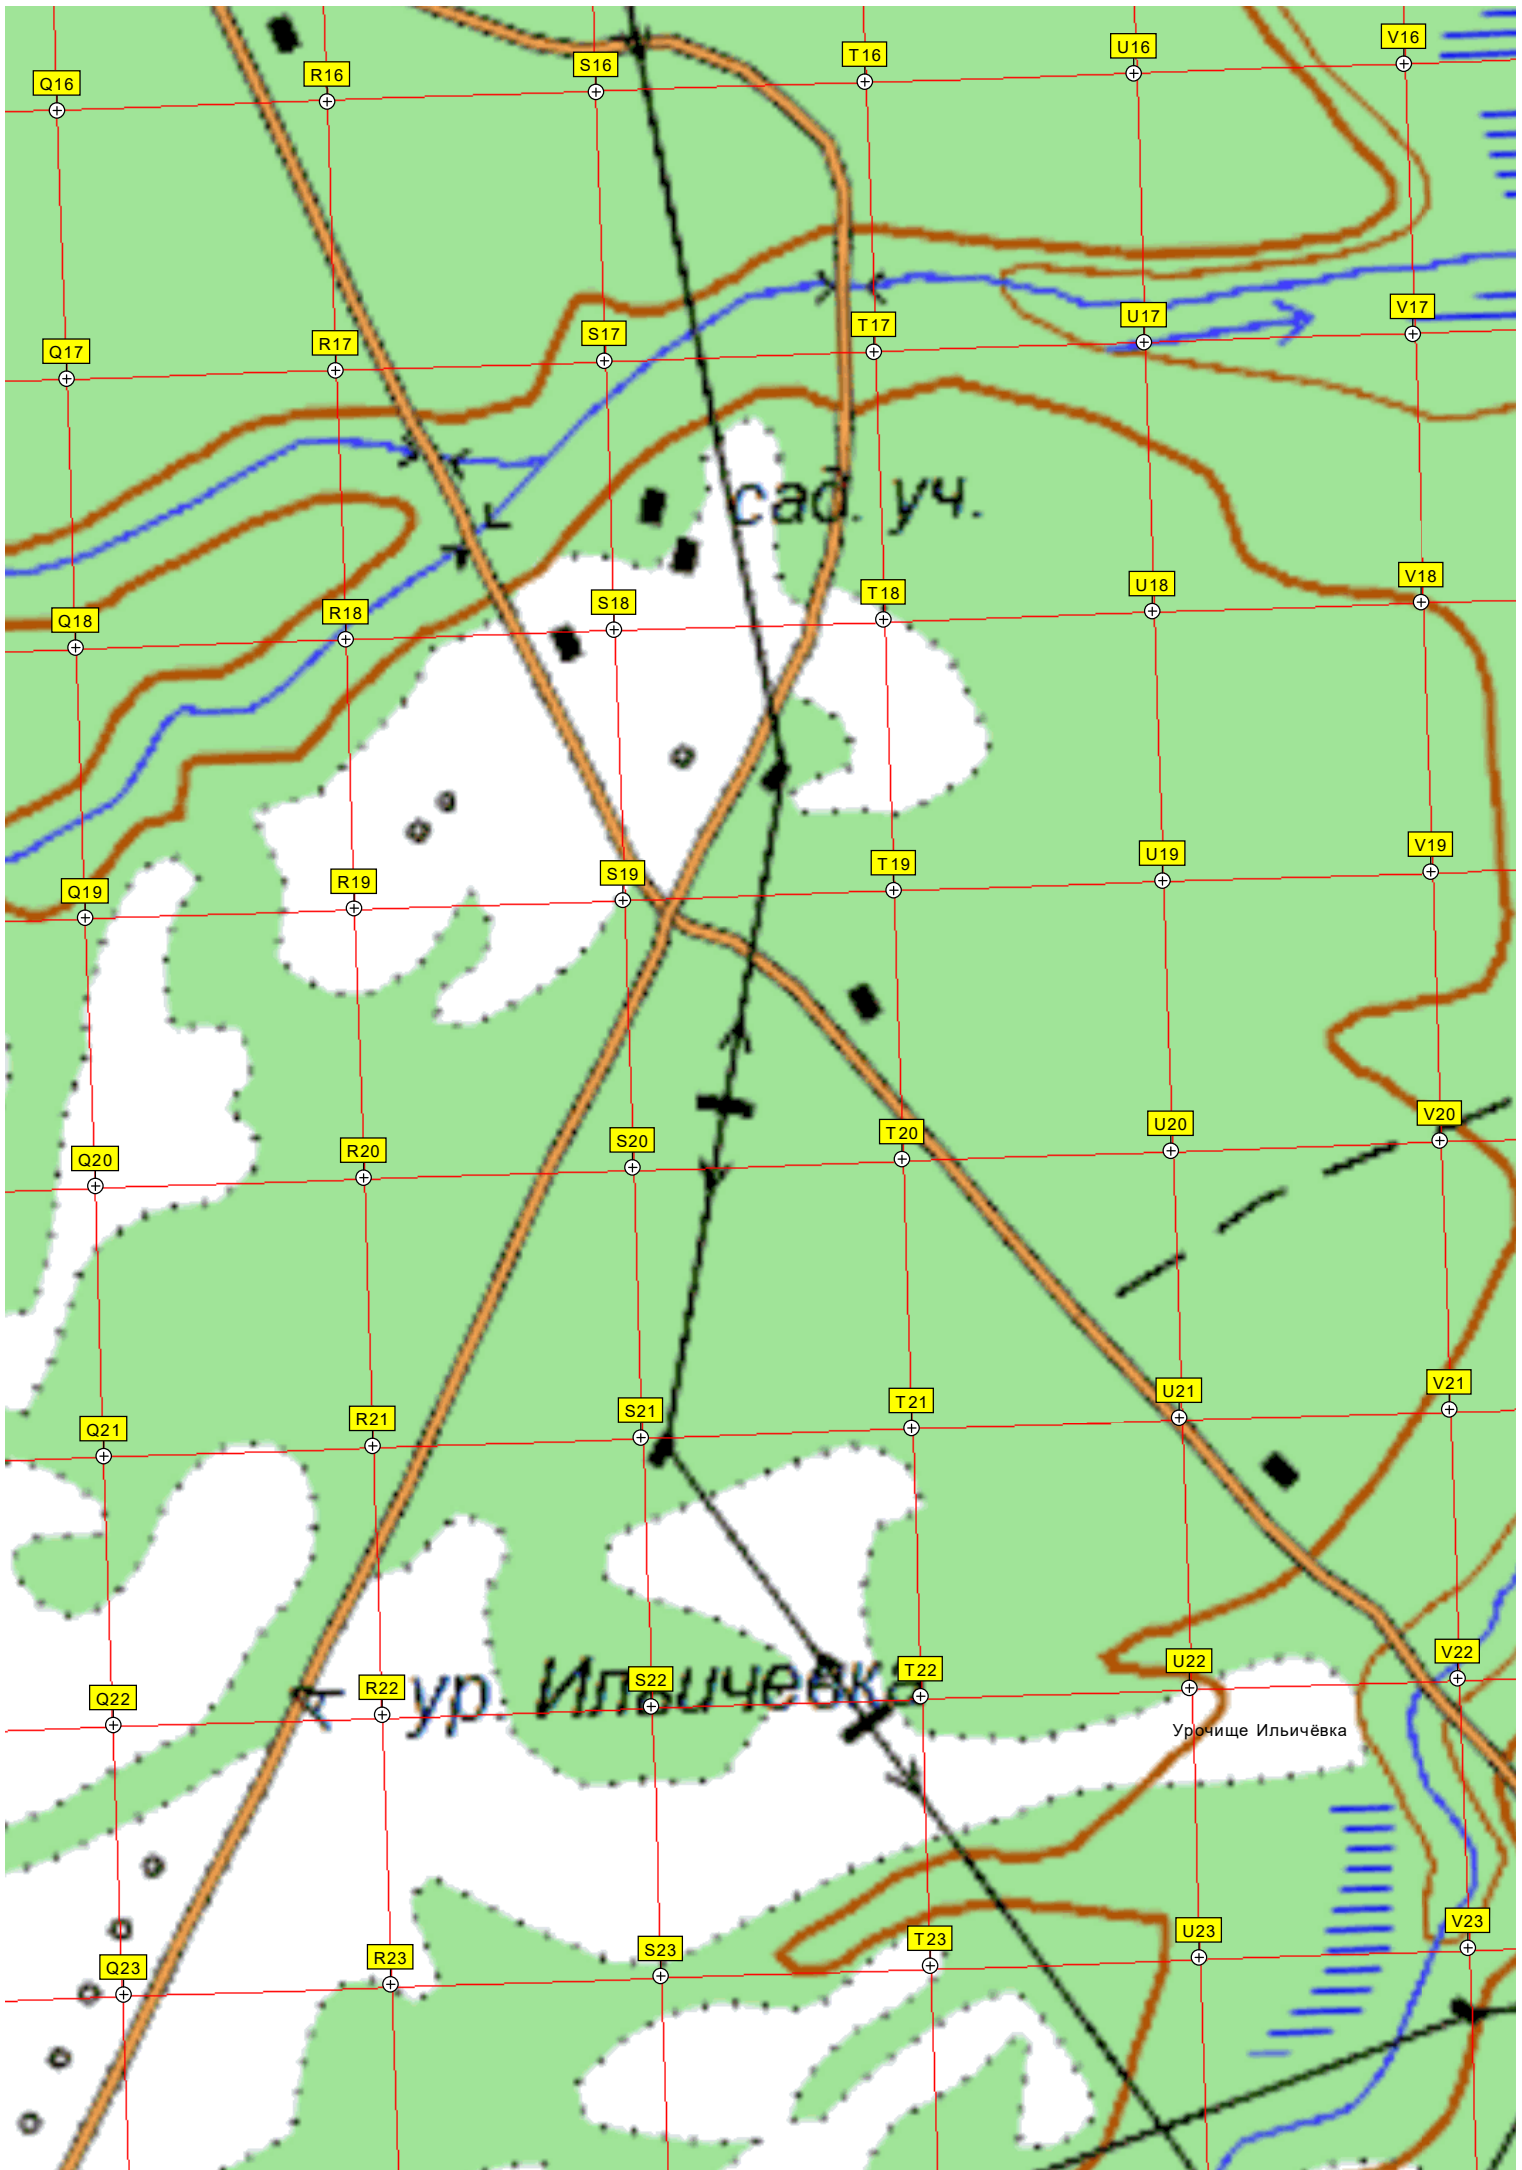 Q16 R16 S16 T16 U16 V16
Q17 R17 S17 T17 U17 V17
сад. уч.
Q18 R18 S18 T18 U18 V18
Q19 R19 S19 T19 U19 V19
Q20 R20 S20 T20 U20 V20
Q21 R21 S21 T21 U21 V21
Q22 R22 S22 T22 U22 V22
ур. Ильичевка
Урочище Ильичёвка
Q23 R23 S23 T23 U23 V23